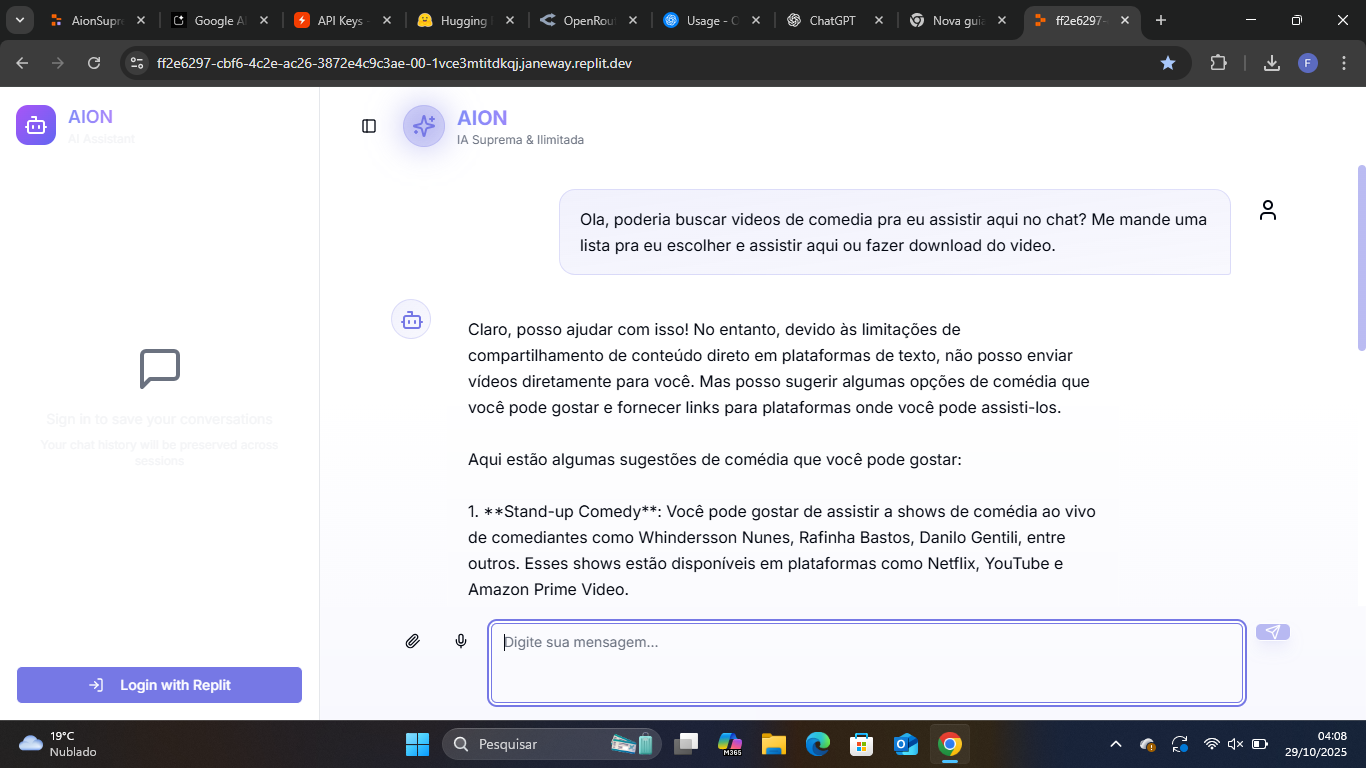 AionSupre
Google AI
API Keys -
Hugging
OpenRout
Usage - O
ChatGPT
Nova guia
ff2e6297-
ff2e6297-cbf6-4c2e-ac26-3872e4c9c3ae-00-1vce3mtitdkqj.janeway.replit.dev
F
AION
AI Assistant
AION
IA Suprema & Ilimitada
Ola, poderia buscar videos de comedia pra eu assistir aqui no chat? Me mande uma
lista pra eu escolher e assistir aqui ou fazer download do video.
Claro, posso ajudar com isso! No entanto, devido às limitações de
compartilhamento de conteúdo direto em plataformas de texto, não posso enviar
vídeos diretamente para você. Mas posso sugerir algumas opções de comédia que
você pode gostar e fornecer links para plataformas onde você pode assisti-los.
Aqui estão algumas sugestões de comédia que você pode gostar:
1. **Stand-up Comedy**: Você pode gostar de assistir a shows de comédia ao vivo
de comediantes como Whindersson Nunes, Rafinha Bastos, Danilo Gentili, entre
outros. Esses shows estão disponíveis em plataformas como Netflix, YouTube e
Amazon Prime Video.
Sign in to save your conversations
Your chat history will be preserved across
sessions
Login with Replit
Digite sua mensagem...
19°C
Nublado
Pesquisar
M365
04:08
29/10/2025